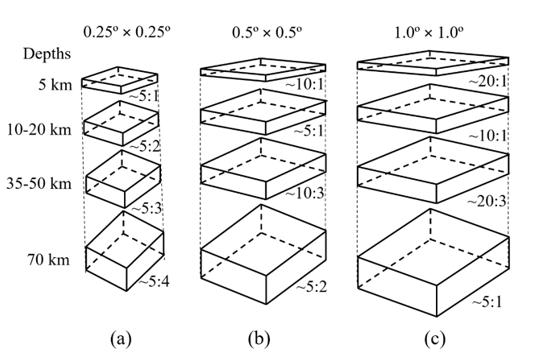 0.25º × 0.25º 0.5º × 0.5º 1.0º × 1.0º
Depths
5 km ~5:1 ~10:1 ~20:1
10-20 km ~5:2 ~5:1 ~10:1
35-50 km ~5:3 ~10:3 ~20:3
70 km ~5:4 ~5:2 ~5:1
(a) (b) (c)